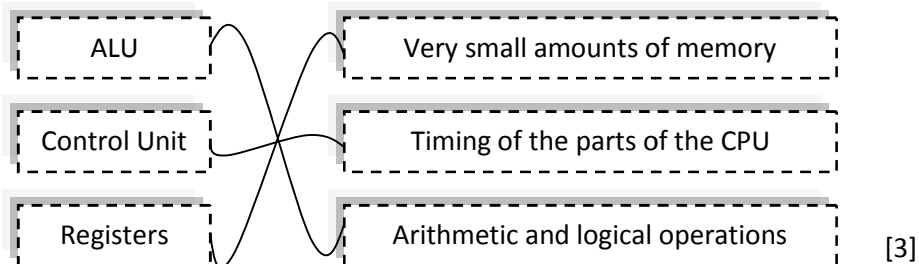 ALU Very small amounts of memory
Control Unit Timing of the parts of the CPU
Registers Arithmetic and logical operations
[3]